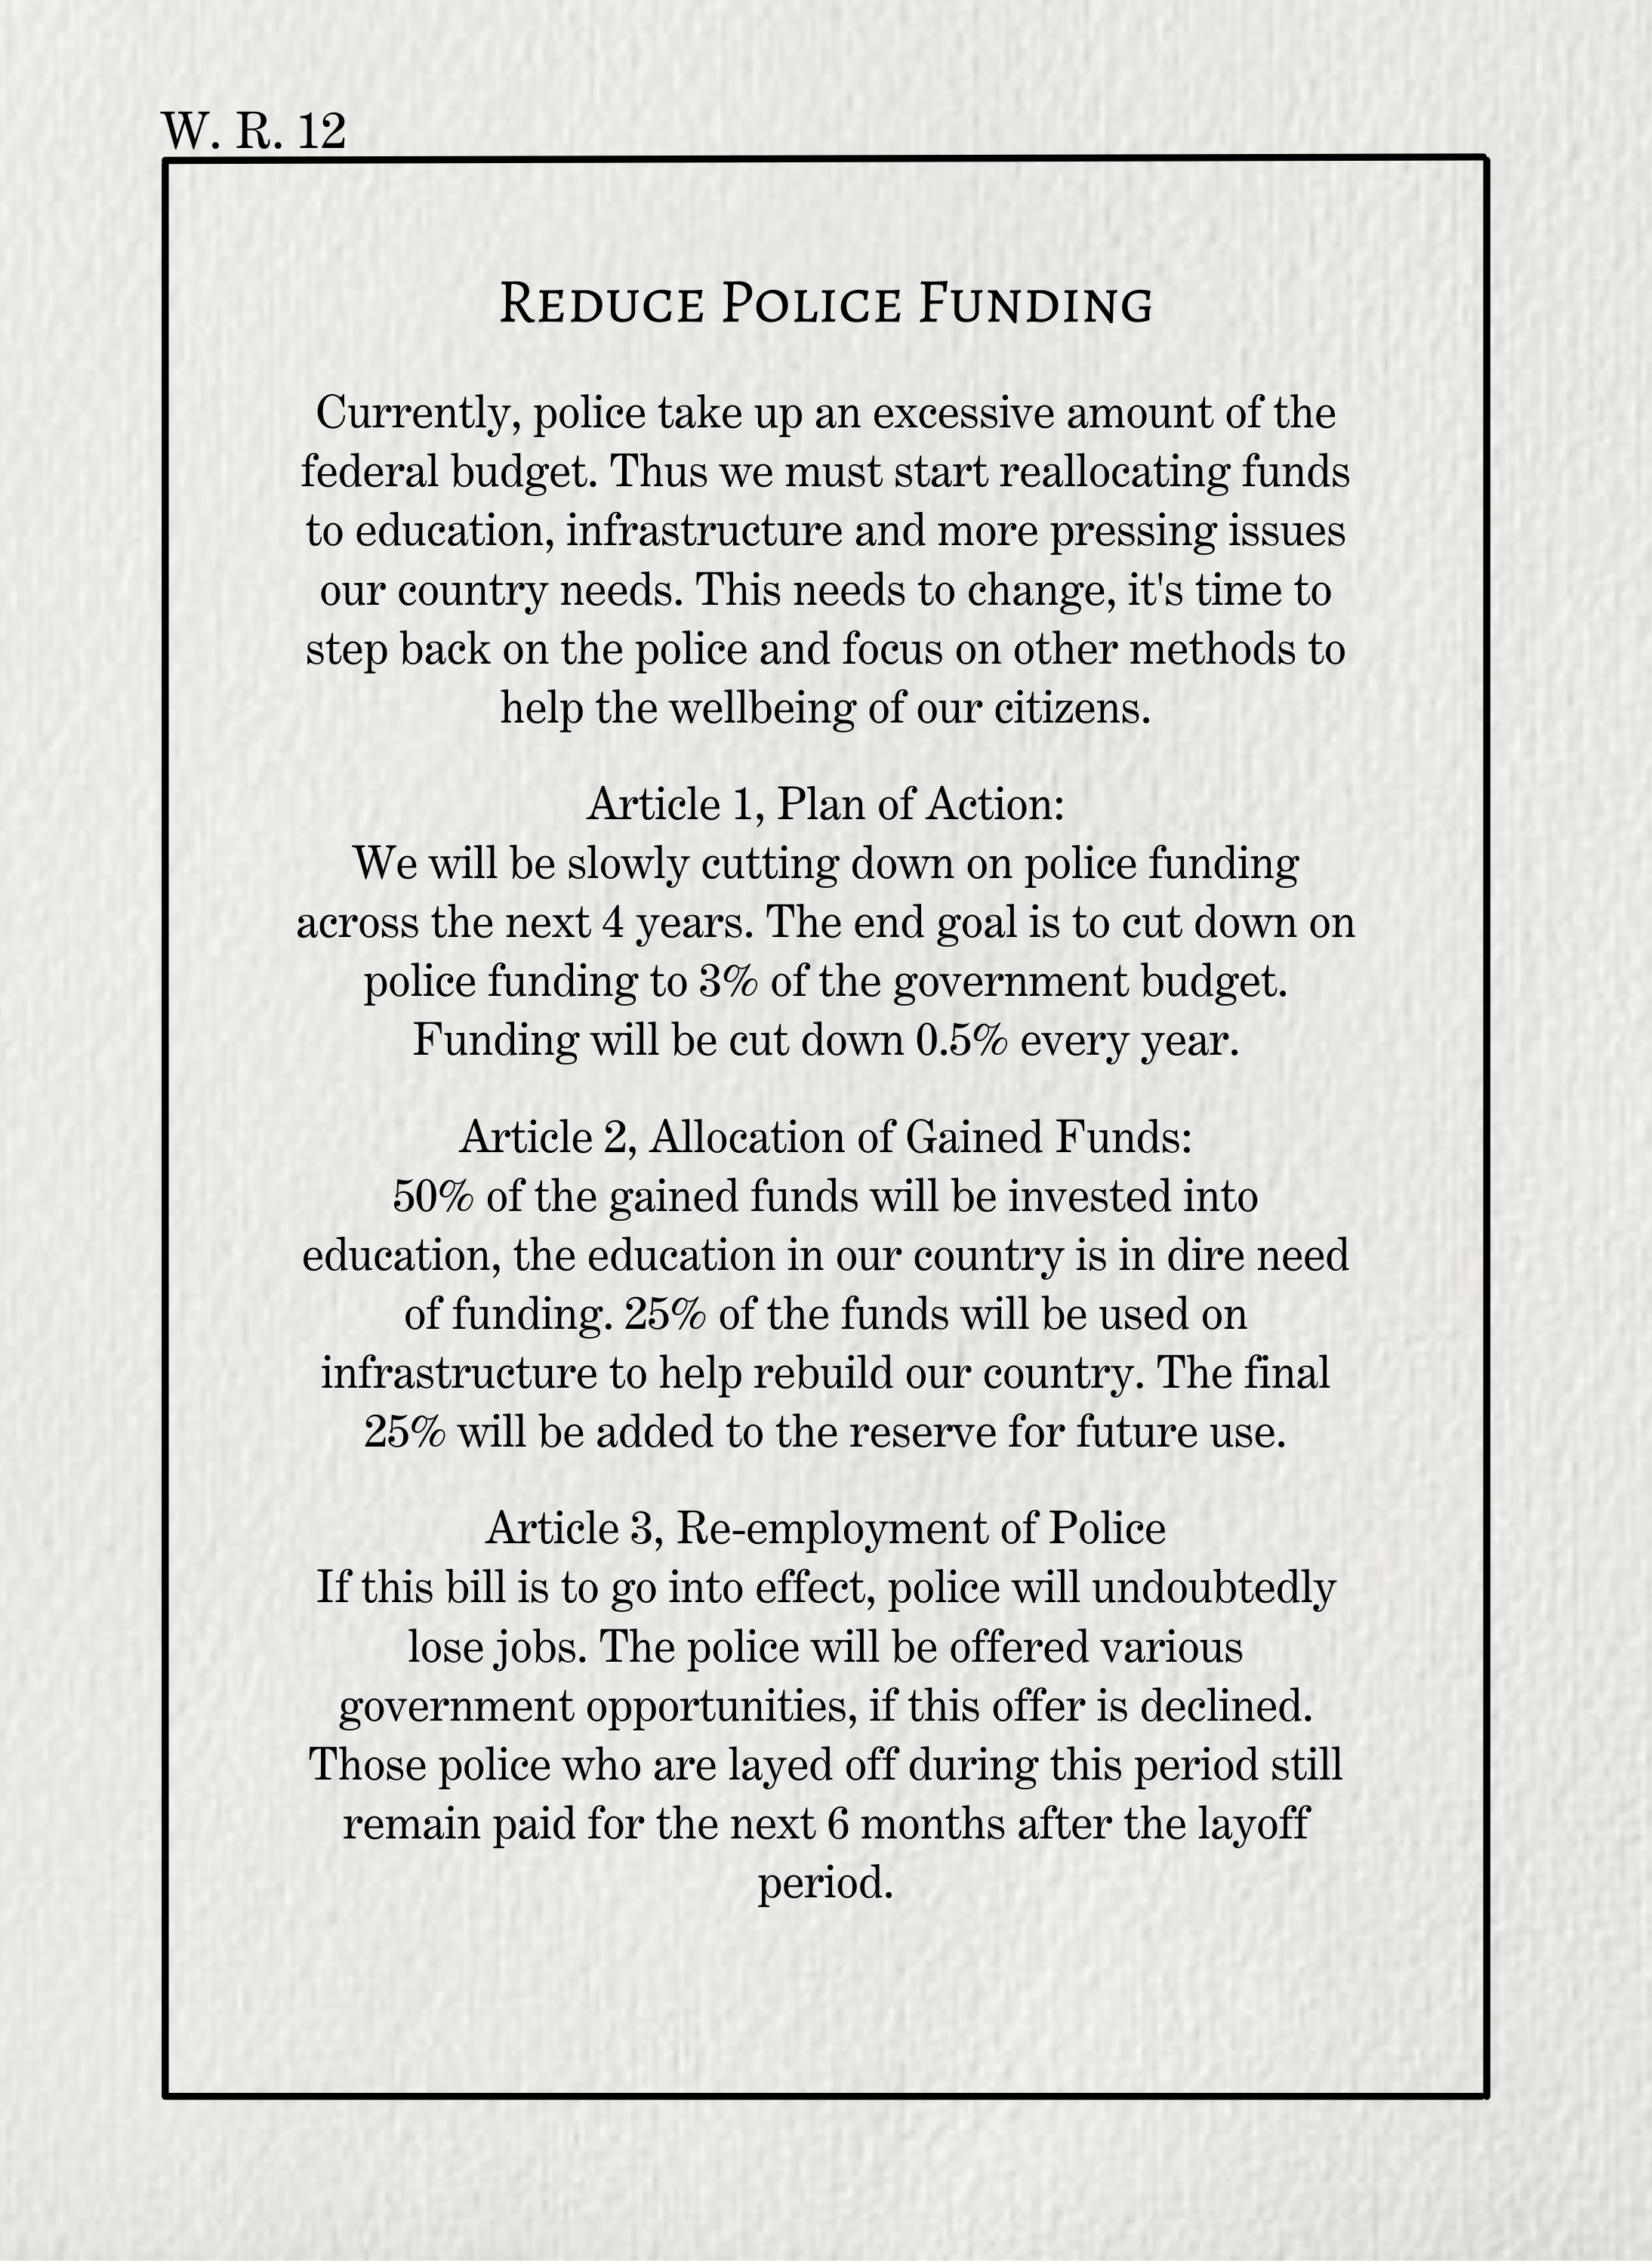 W. R. 12
Reduce Police Funding
Currently, police take up an excessive amount of the
federal budget. Thus we must start reallocating funds
to education, infrastructure and more pressing issues
our country needs. This needs to change, it's time to
step back on the police and focus on other methods to
help the wellbeing of our citizens.
Article 1, Plan of Action:
We will be slowly cutting down on police funding
across the next 4 years. The end goal is to cut down on
police funding to 3% of the government budget.
Funding will be cut down 0.5% every year.
Article 2, Allocation of Gained Funds:
50% of the gained funds will be invested into
education, the education in our country is in dire need
of funding. 25% of the funds will be used on
infrastructure to help rebuild our country. The final
25% will be added to the reserve for future use.
Article 3, Re-employment of Police
If this bill is to go into effect, police will undoubtedly
lose jobs. The police will be offered various
government opportunities, if this offer is declined.
Those police who are layed off during this period still
remain paid for the next 6 months after the layoff
period.